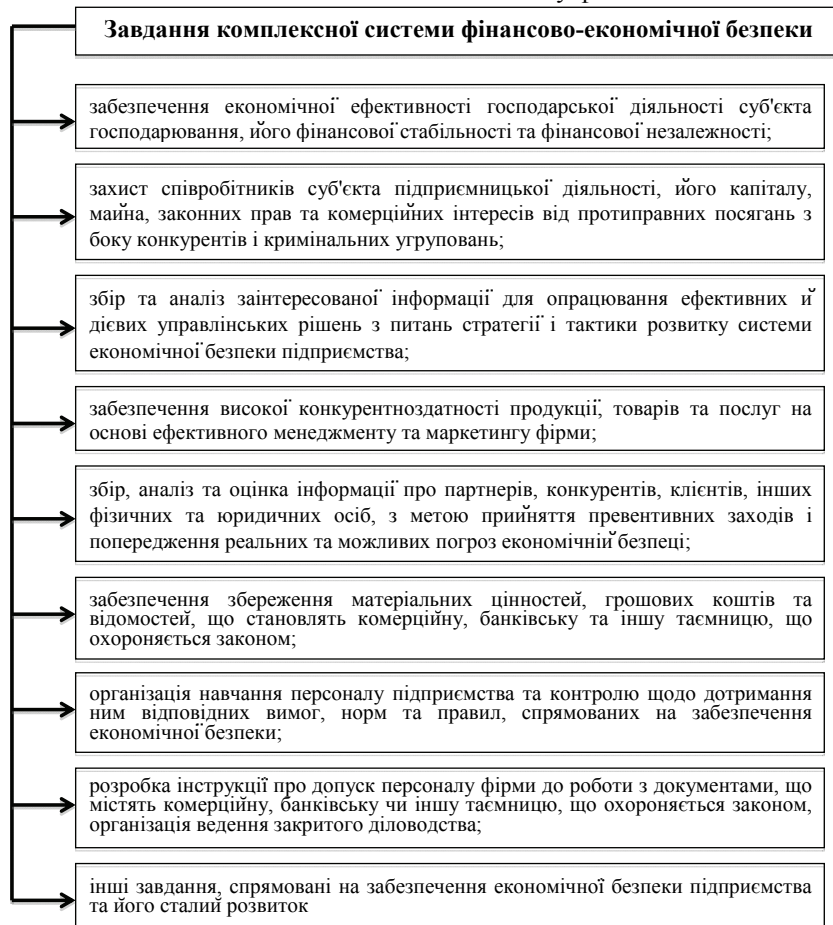 Завдання комплексної системи фінансово-економічної безпеки
забезпечення економічної ефективності господарської діяльності суб'єкта
господарювання, його фінансової стабільності та фінансової незалежності;
захист співробітників суб'єкта підприємницької діяльності, його капіталу,
майна, законних прав та комерційних інтересів від протиправних посягань з
боку конкурентів і кримінальних угруповань;
збір та аналіз заінтересованої інформації для опрацювання ефективних й
дієвих управлінських рішень з питань стратегії і тактики розвитку системи
економічної безпеки підприємства;
забезпечення високої конкурентноздатності продукції, товарів та послуг на
основі ефективного менеджменту та маркетингу фірми;
збір, аналіз та оцінка інформації про партнерів, конкурентів, клієнтів, інших
фізичних та юридичних осіб, з метою прийняття превентивних заходів і
попередження реальних та можливих погроз економічній безпеці;
забезпечення збереження матеріальних цінностей, грошових коштів та
відомостей, що становлять комерційну, банківську та іншу таємницю, що
охороняється законом;
організація навчання персоналу підприємства та контролю щодо дотримання
ним відповідних вимог, норм та правил, спрямованих на забезпечення
економічної безпеки;
розробка інструкції про допуск персоналу фірми до роботи з документами, що
містять комерційну, банківську чи іншу таємницю, що охороняється законом,
організація ведення закритого діловодства;
інші завдання, спрямовані на забезпечення економічної безпеки підприємства
та його сталий розвиток